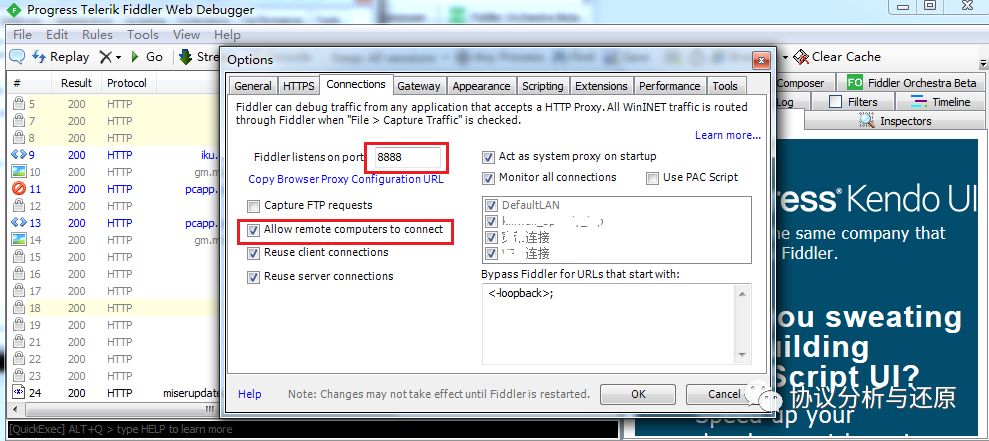 Progress Telerik Fiddler Web Debugger
File Edit Rules Tools View Help
Replay Go Stre
Clear Cache
# Result Protocol
5 200 HTTP
6 200 HTTP
7 200 HTTP
8 200 HTTP
9 200 HTTP iku.
10 200 HTTP gm.m
11 200 HTTP pcapp.
12 200 HTTP
13 200 HTTP pcapp.
14 200 HTTP gm.m
15 200 HTTP
16 200 HTTP
17 200 HTTP
18 200 HTTP
19 200 HTTP
20 200 HTTP
21 200 HTTP
22 200 HTTP
23 200 HTTP
24 200 HTTP miserupdate
[QuickExec] ALT+Q > type HELP to learn more
Options
General HTTPS Connections Gateway Appearance Scripting Extensions Performance Tools
Fiddler can debug traffic from any application that accepts a HTTP Proxy. All WinINET traffic is routed
through Fiddler when "File > Capture Traffic" is checked.
Learn more...
Fiddler listens on port: 8888
Copy Browser Proxy Configuration URL
Capture FTP requests
Allow remote computers to connect
Reuse client connections
Reuse server connections
Act as system proxy on startup
Monitor all connections Use PAC Script
DefaultLAN
连接
连接
Bypass Fiddler for URLs that start with:
<-loopback>;
Help Note: Changes may not take effect until Fiddler is restarted. OK Cancel
Composer FO Fiddler Orchestra Beta
Log Filters Timeline
Inspectors
ress Kendo UI
he same company that
Fiddler.
ou sweating
uilding
Script UI?
Speed up your
协议分析与还原